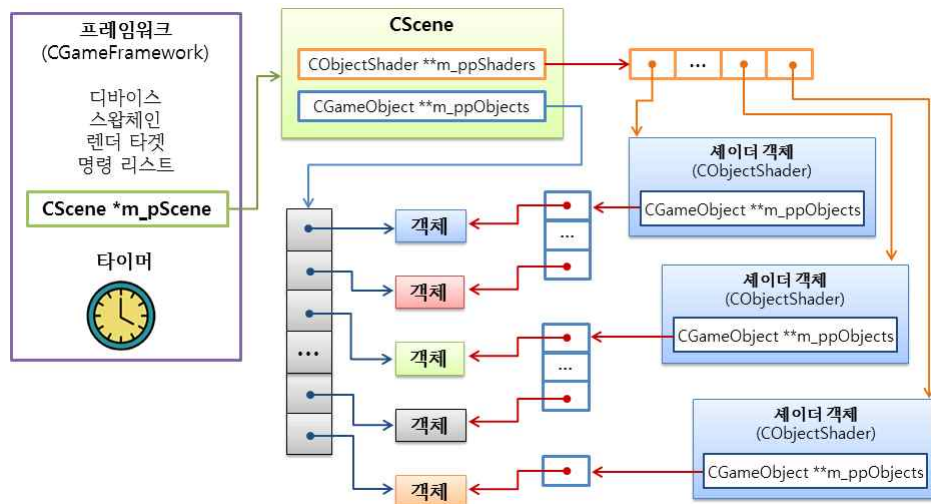 프레임워크
(CGameFramework)
디바이스
스왑체인
렌더 타겟
명령 리스트
CScene *m_pScene
타이머
CScene
CObjectShader **m_ppShaders
CGameObject **m_ppObjects
...
셰이더 객체
(CObjectShader)
CGameObject **m_ppObjects
셰이더 객체
(CObjectShader)
CGameObject **m_ppObjects
셰이더 객체
(CObjectShader)
CGameObject **m_ppObjects
...
객체
객체
객체
객체
객체
...
...